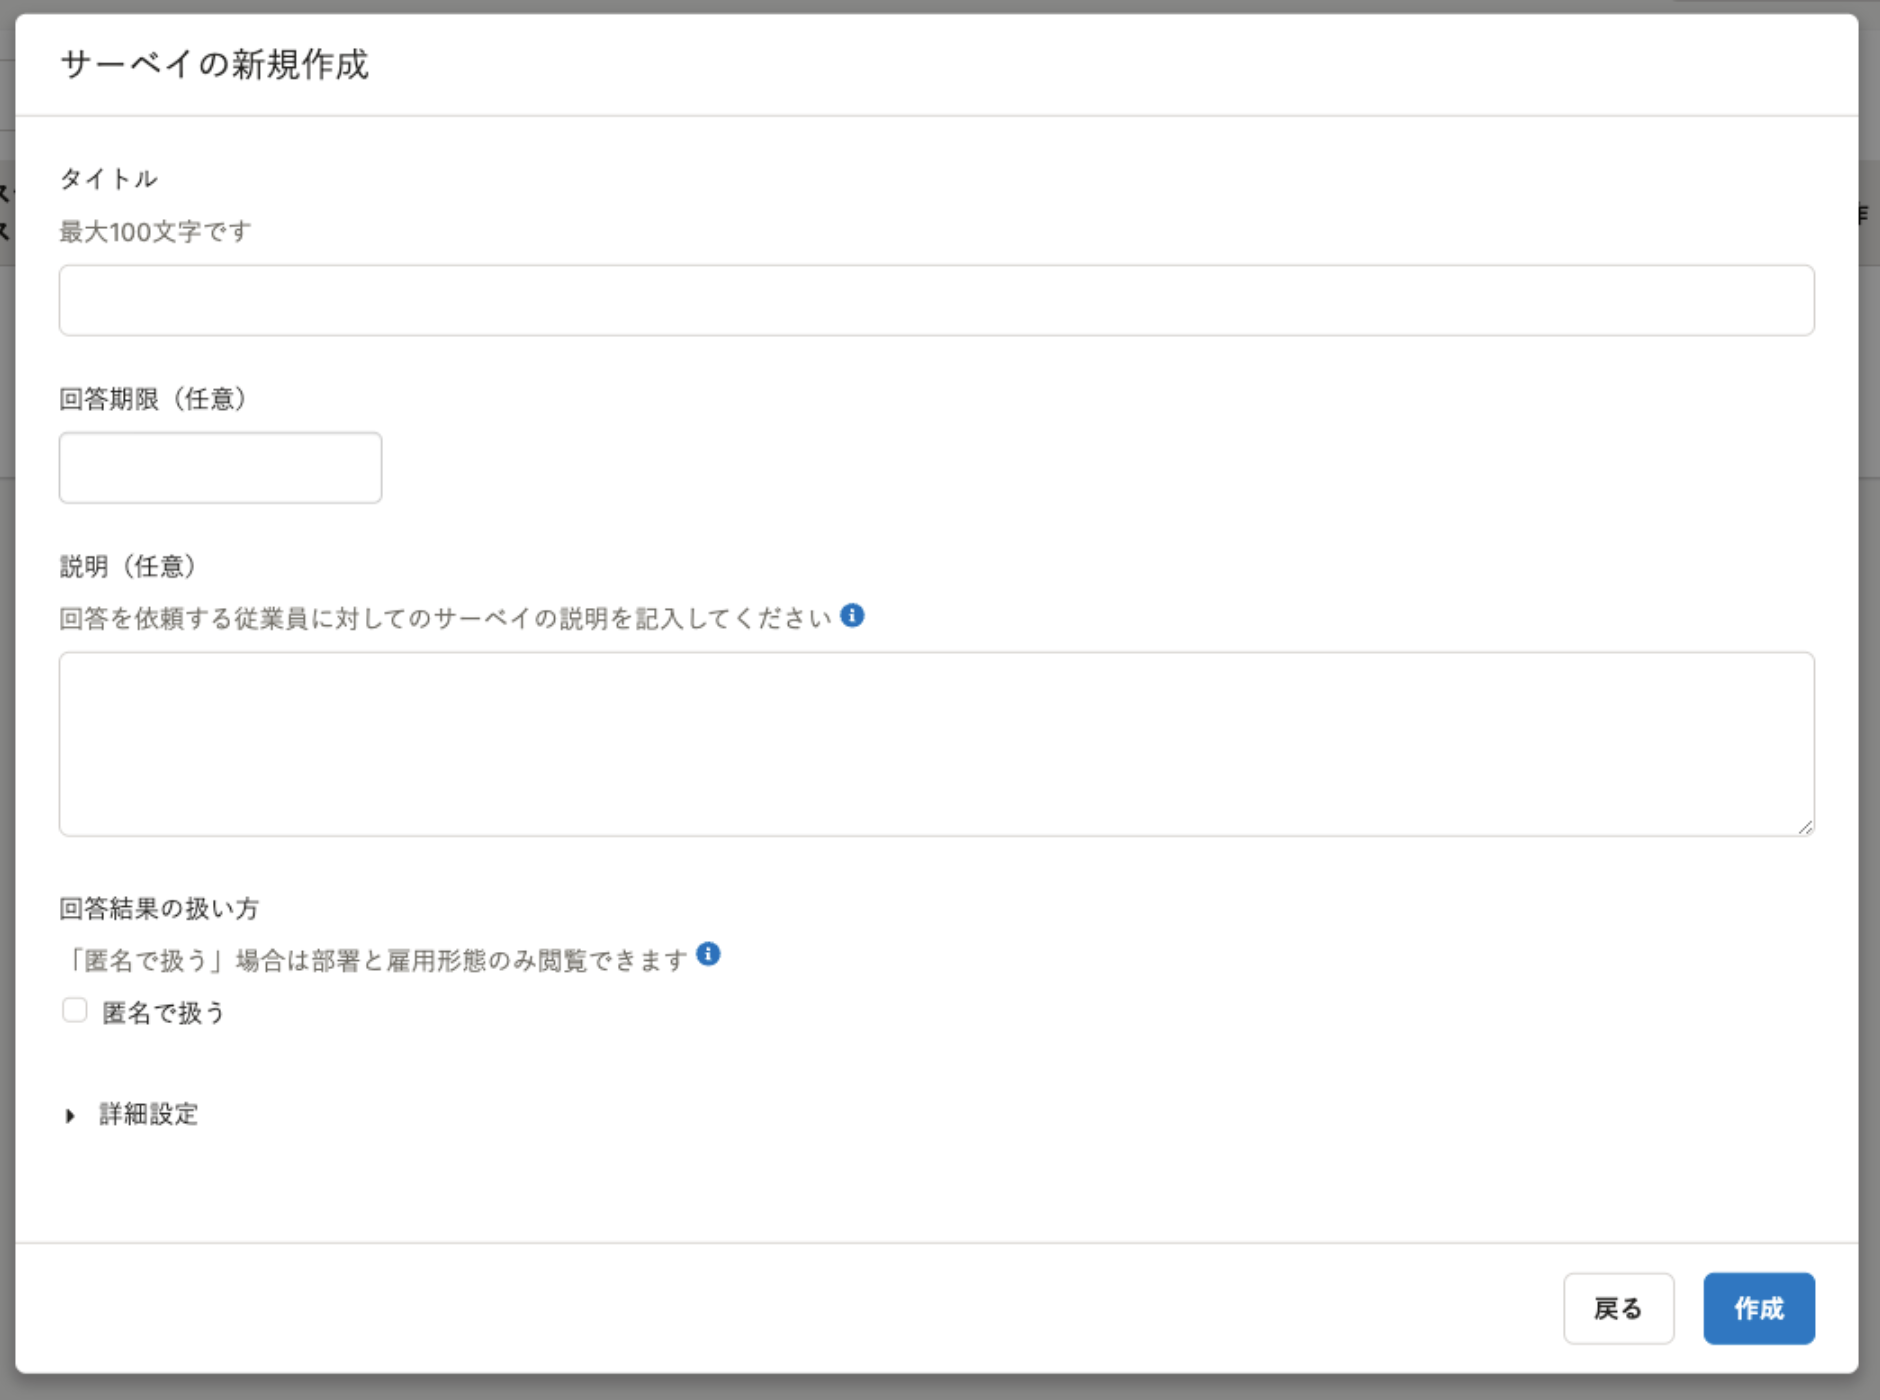 サーベイの新規作成
タイトル
最大100文字です
回答期限（任意）
説明（任意）
回答を依頼する従業員に対してのサーベイの説明を記入してください
回答結果の扱い方
「匿名で扱う」場合は部署と雇用形態のみ閲覧できます
匿名で扱う
詳細設定
戻る
作成